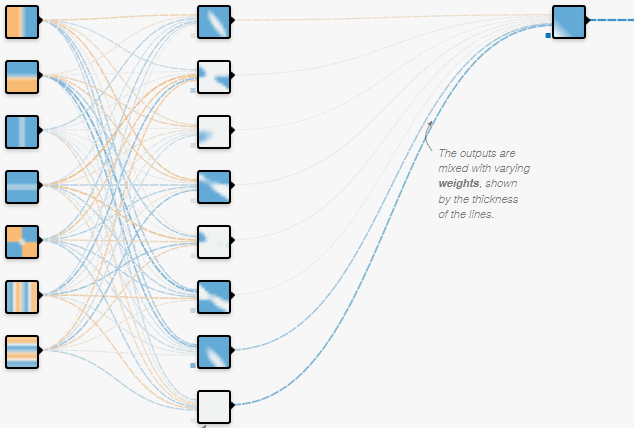 The outputs are
mixed with varying
weights, shown
by the thickness
of the lines.